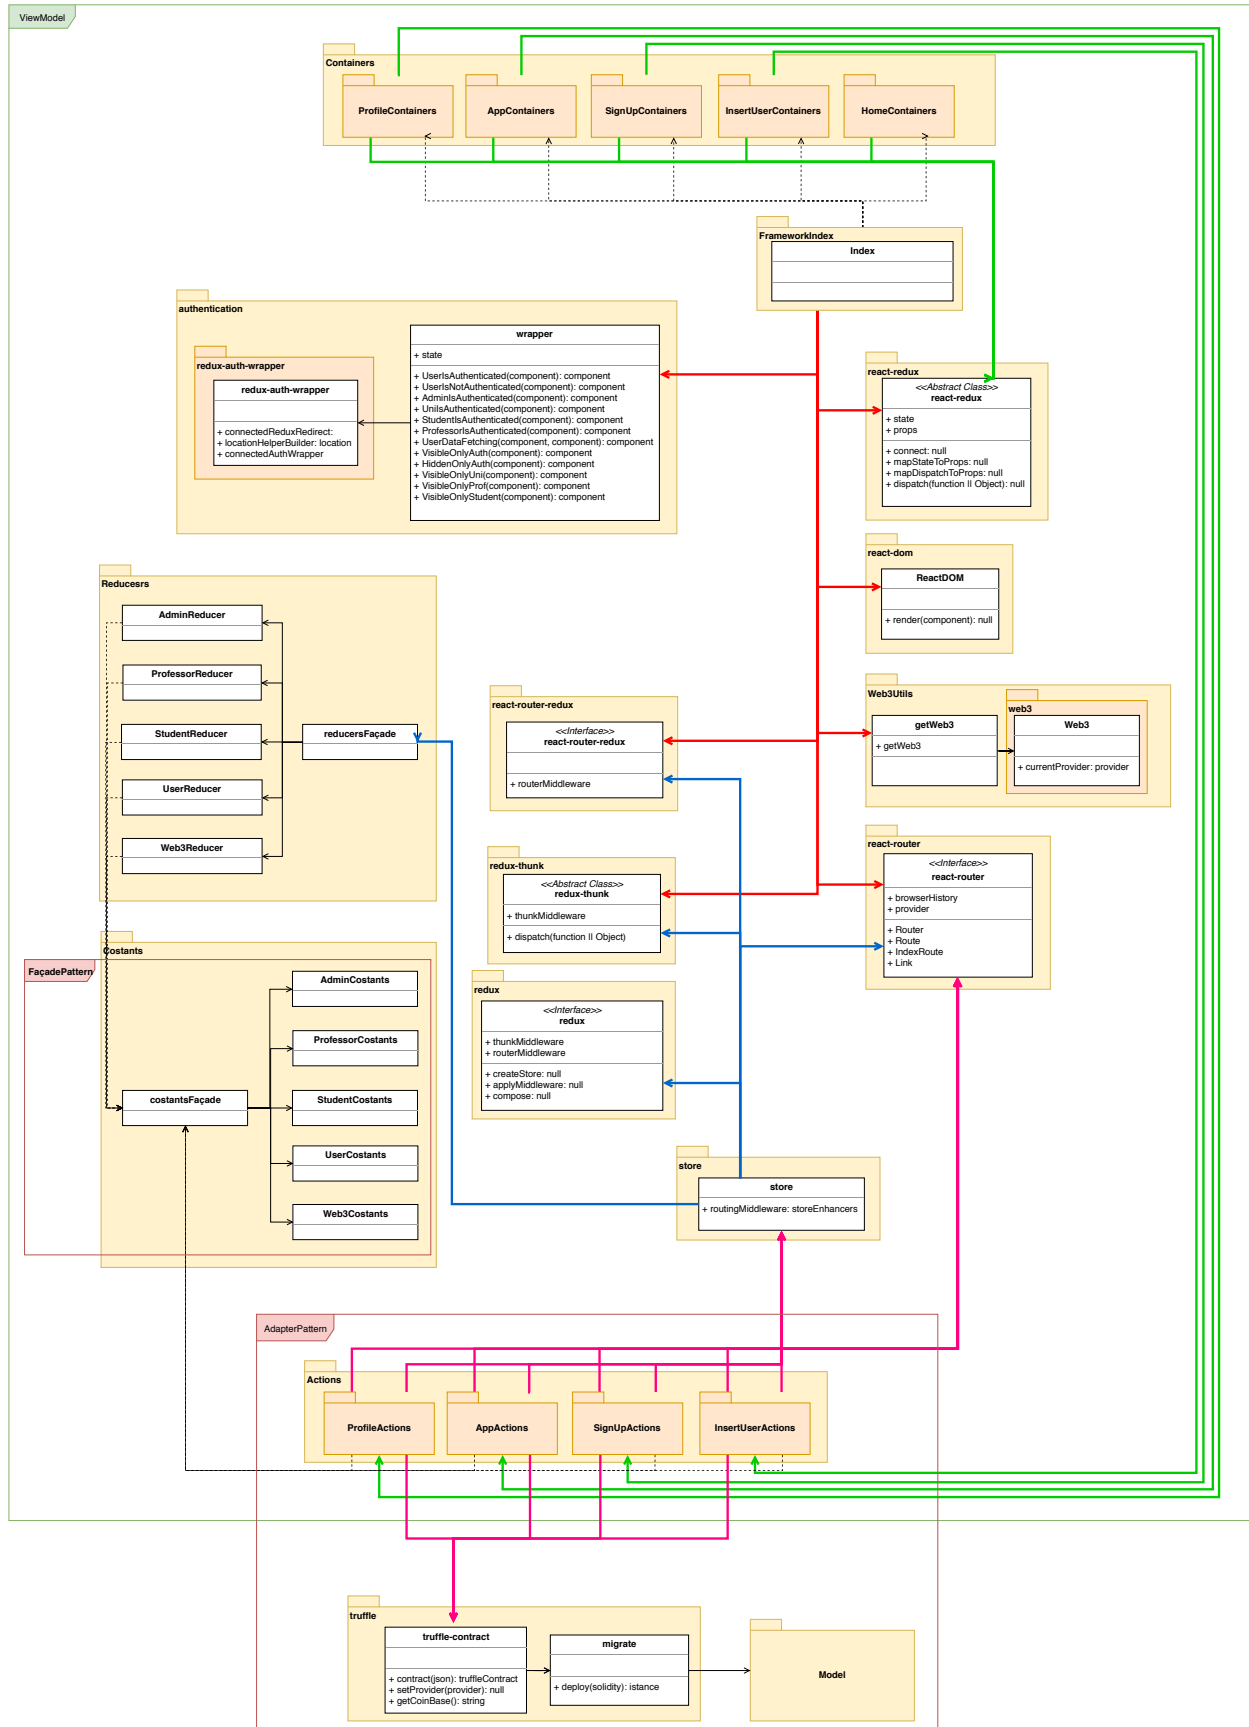 ViewModel
Containers
ProfileContainers
AppContainers
SignUpContainers
InsertUserContainers
HomeContainers
FrameworkIndex
Index
authentication
wrapper
+ state
+ UserIsAuthenticated(component): component
+ UserIsNotAuthenticated(component): component
+ AdminIsAuthenticated(component): component
+ UniIsAuthenticated(component): component
+ StudentIsAuthenticated(component): component
+ ProfessorIsAuthenticated(component): component
+ UserDataFetching(component, component): component
+ VisibleOnlyAuth(component): component
+ HiddenOnlyAuth(component): component
+ VisibleOnlyUni(component): component
+ VisibleOnlyProf(component): component
+ VisibleOnlyStudent(component): component
redux-auth-wrapper
redux-auth-wrapper
+ connectedReduxRedirect:
+ locationHelperBuilder: location
+ connectedAuthWrapper
react-redux
<<Abstract Class>>
react-redux
+ state
+ props
+ connect: null
+ mapStateToProps: null
+ mapDispatchToProps: null
+ dispatch(function II Object): null
react-dom
ReactDOM
+ render(component): null
Reducesrs
AdminReducer
ProfessorReducer
StudentReducer
UserReducer
Web3Reducer
reducersFaçade
react-router-redux
<<Interface>>
react-router-redux
+ routerMiddleware
Web3Utils
getWeb3
+ getWeb3
web3
Web3
+ currentProvider: provider
redux-thunk
<<Abstract Class>>
redux-thunk
+ thunkMiddleware
+ dispatch(function II Object)
react-router
<<Interface>>
react-router
+ browserHistory
+ provider
+ Router
+ Route
+ IndexRoute
+ Link
Costants
FaçadePattern
AdminCostants
ProfessorCostants
costantsFaçade
StudentCostants
UserCostants
Web3Costants
redux
<<Interface>>
redux
+ thunkMiddleware
+ routerMiddleware
+ createStore: null
+ applyMiddleware: null
+ compose: null
store
store
+ routingMiddleware: storeEnhancers
AdapterPattern
Actions
ProfileActions
AppActions
SignUpActions
InsertUserActions
truffle
truffle-contract
+ contract(json): truffleContract
+ setProvider(provider): null
+ getCoinBase(): string
migrate
+ deploy(solidity): istance
Model